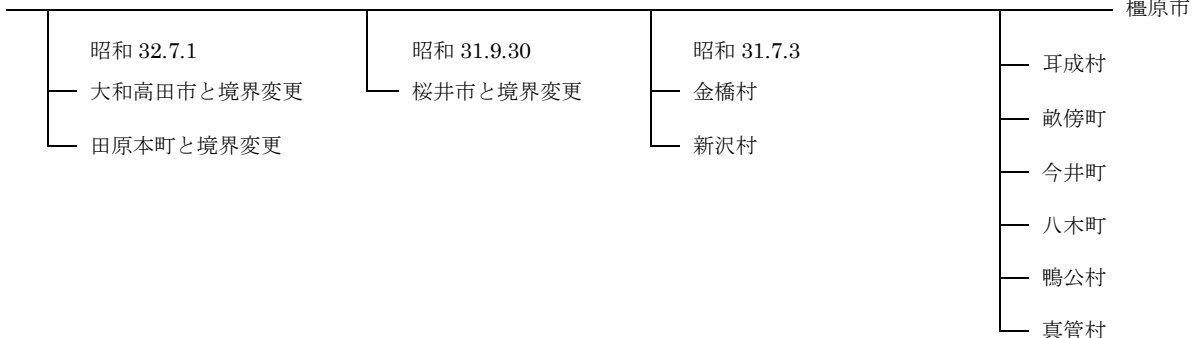 橿原市
昭和 32.7.1
大和高田市と境界変更
田原本町と境界変更
昭和 31.9.30
桜井市と境界変更
昭和 31.7.3
金橋村
新沢村
耳成村
畝傍町
今井町
八木町
鴨公村
真管村